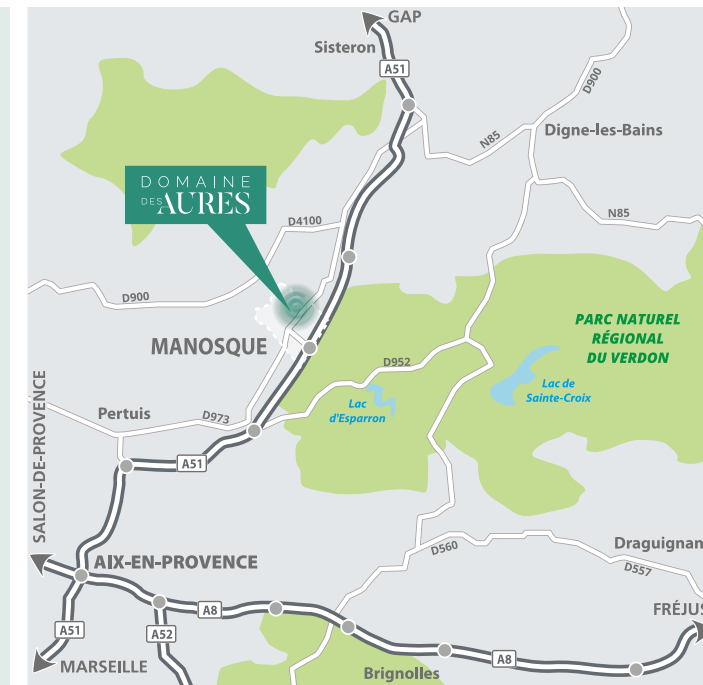 GAP
Sisteron
A51
D900
N85
Digne-les-Bains
DOMAINE
DES AURES
D4100
N85
D900
MANOSQUE
PARC NATUREL
RÉGIONAL
DU VERDON
D952
Lac de
Sainte-Croix
Lac
d'Esparron
Pertuis
D973
SALON-DE-PROVENCE
A51
D560
Draguignan
D557
AIX-EN-PROVENCE
FRÉJUS
A8
A51
A52
A8
MARSEILLE
Brignolles